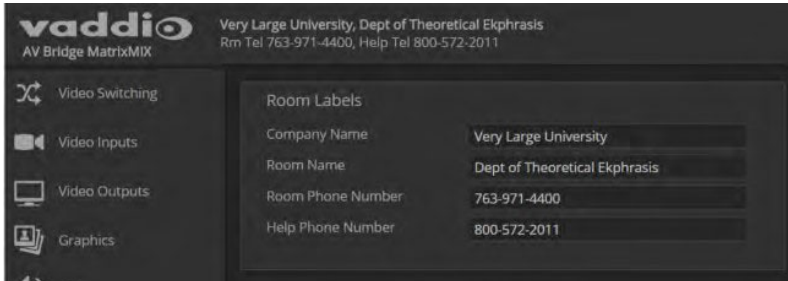 vaddio
AV Bridge MatrixMIX
Very Large University, Dept of Theoretical Ekphrasis
Rm Tel 763-971-4400, Help Tel 800-572-2011
Video Switching
Video Inputs
Video Outputs
Graphics
Room Labels
Company Name Very Large University
Room Name Dept of Theoretical Ekphrasis
Room Phone Number 763-971-4400
Help Phone Number 800-572-2011